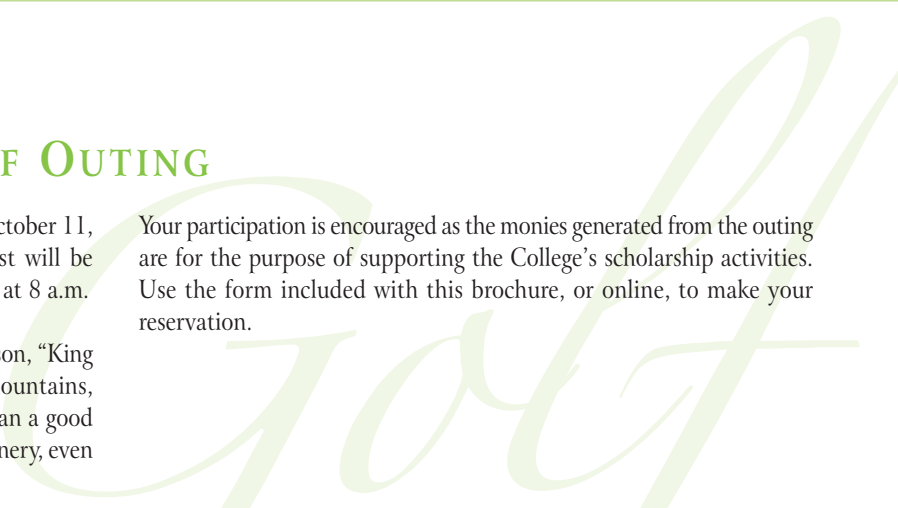 F OUTING
ctober 11,
st will be
at 8 a.m.
son, “King
ountains,
an a good
nery, even
Your participation is encouraged as the monies generated from the outing
are for the purpose of supporting the College’s scholarship activities.
Use the form included with this brochure, or online, to make your
reservation.
Golf